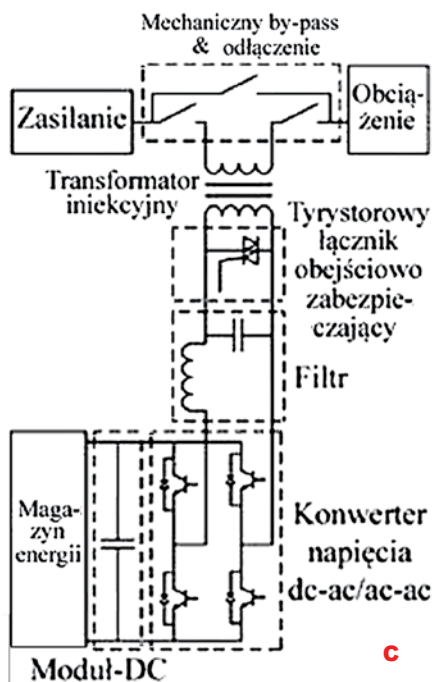 Mechaniczny by-pass
& odłączenie
Zasilanie
Obcią-
żenie
Transformator
iniekcyjny
Tyrystorowy
łącznik
obejściowo
zabezpie-
czający
Filtr
Maga-
zyn
energii
Konwerter
napięcia
dc-ac/ac-ac
Moduł-DC
C